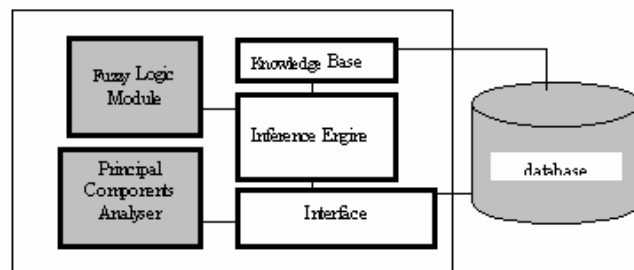 Fuzzy Logic
Module
Knowledge Base
Inference Engine
Principal
Components
Analyser
Interface
database